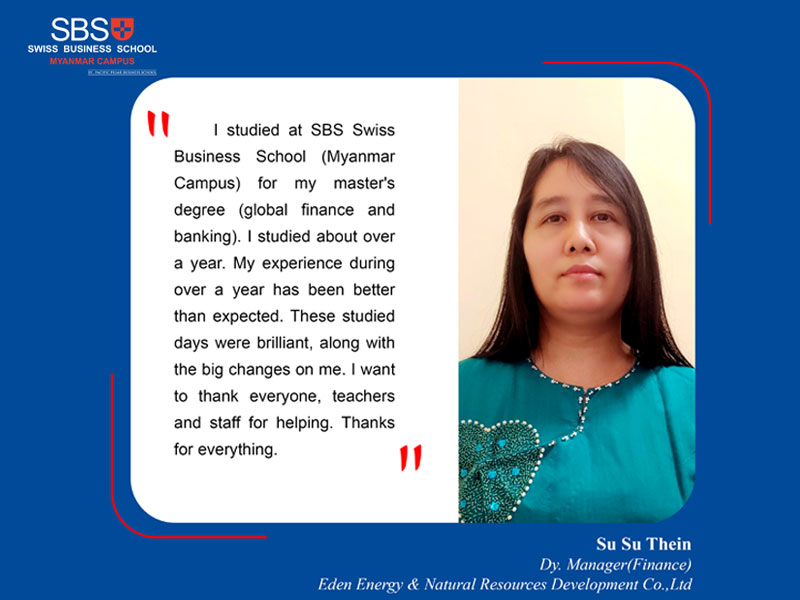 SBS
SWISS BUSINESS SCHOOL
MYANMAR CAMPUS
I studied at SBS Swiss
Business School (Myanmar
Campus) for my master's
degree (global finance and
banking). I studied about over
a year. My experience during
over a year has been better
than expected. These studied
days were brilliant, along with
the big changes on me. I want
to thank everyone, teachers
and staff for helping. Thanks
for everything.
"
Su Su Thein
Dy. Manager(Finance)
Eden Energy & Natural Resources Development Co.,Ltd